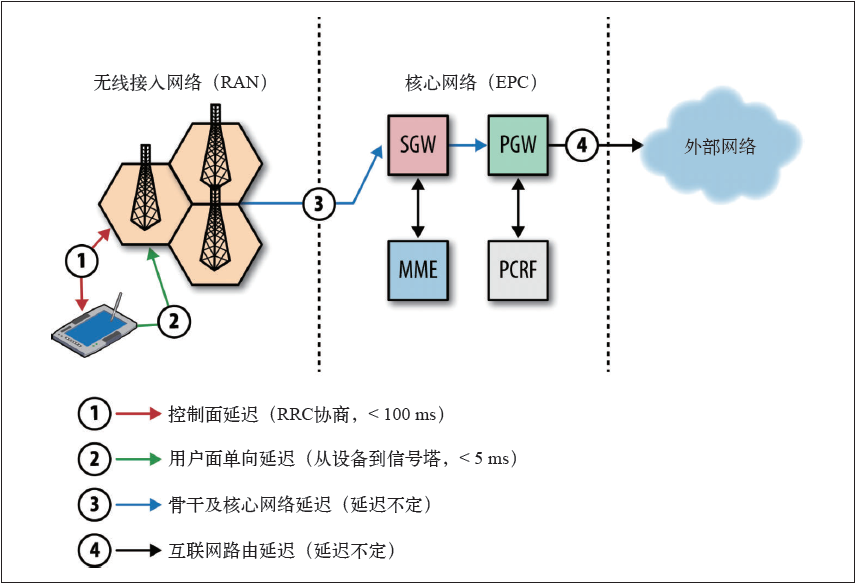 无线接入网络（RAN）
核心网络（EPC）
SGW
PGW
4
外部网络
3
1
MME
PCRF
2
1 控制面延迟（RRC协商，< 100 ms）
2 用户面单向延迟（从设备到信号塔，< 5 ms）
3 骨干及核心网络延迟（延迟不定）
4 互联网路由延迟（延迟不定）